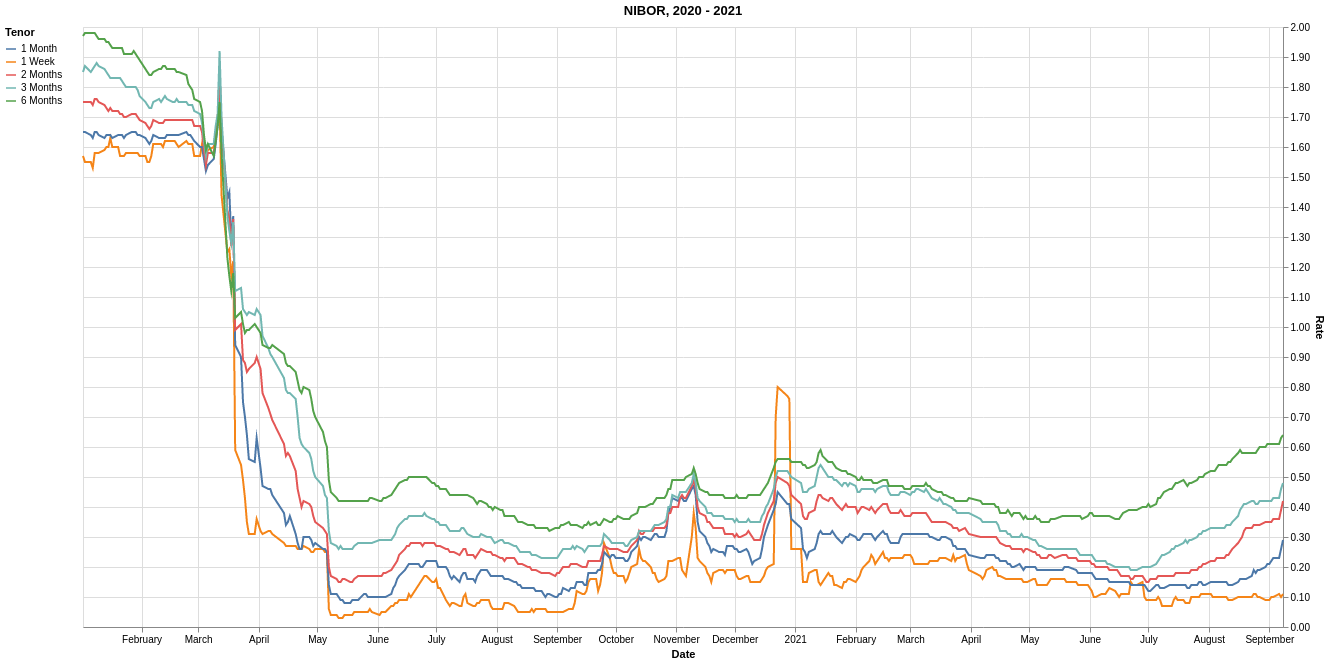 NIBOR, 2020 - 2021
Tenor
1 Month
1 Week
2 Months
3 Months
6 Months
2.00
1.90
1.80
1.70
1.60
1.50
1.40
1.30
1.20
1.10
1.00
0.90
0.80
0.70
0.60
0.50
0.40
0.30
0.20
0.10
0.00
Rate
February March April May June July August September October November December 2021 February March April May June July August September
Date